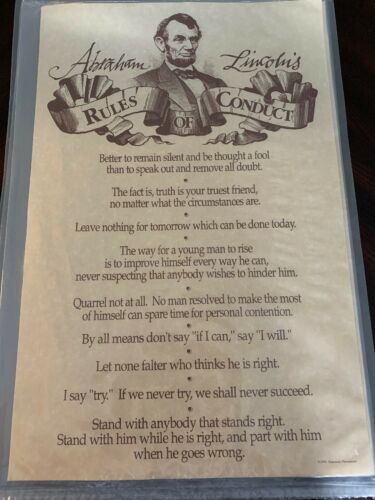 Abraham Lincoln's
RULES OF CONDUCT
Better to remain silent and be thought a fool
than to speak out and remove all doubt.
The fact is, truth is your truest friend,
no matter what the circumstances are.
Leave nothing for tomorrow which can be done today.
The way for a young man to rise
is to improve himself every way he can,
never suspecting that anybody wishes to hinder him.
Quarrel not at all. No man resolved to make the most
of himself can spare time for personal contention.
By all means don't say "if I can," say "I will."
Let none falter who thinks he is right.
I say "try." If we never try, we shall never succeed.
Stand with anybody that stands right.
Stand with him while he is right, and part with him
when he goes wrong.